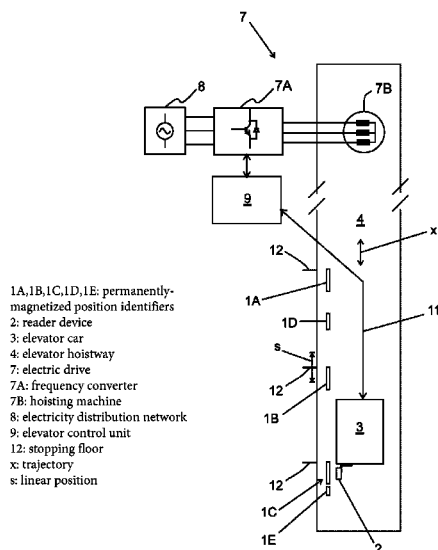 7
8
7A
7B
9
4
x
12
1A
11
1D
s
12
1B
3
12
1C
1E
2
1A,1B,1C,1D,1E: permanently-
magnetized position identifiers
2: reader device
3: elevator car
4: elevator hoistway
7: electric drive
7A: frequency converter
7B: hoisting machine
8: electricity distribution network
9: elevator control unit
12: stopping floor
x: trajectory
s: linear position